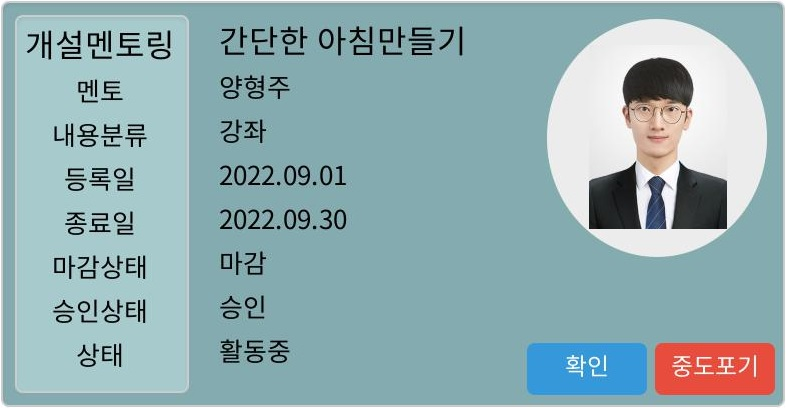 개설멘토링 간단한 아침만들기
멘토 양형주
내용분류 강좌
등록일 2022.09.01
종료일 2022.09.30
마감상태 마감
승인상태 승인
상태 활동중
확인 중도포기